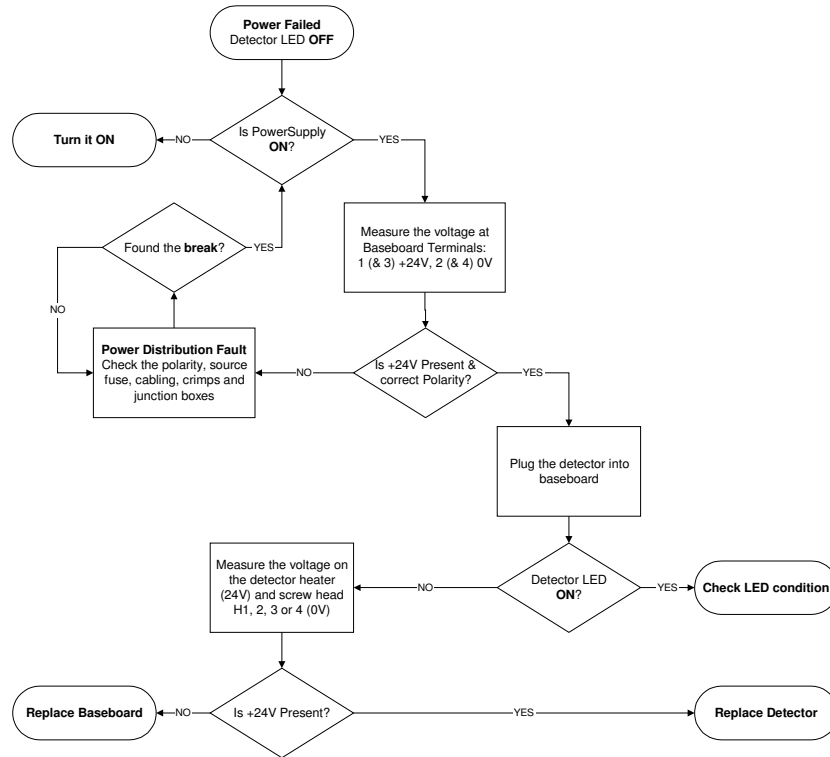 Power Failed
Detector LED OFF
Is PowerSupply
ON?
NO
Turn it ON
YES
Measure the voltage at
Baseboard Terminals:
1 (& 3) +24V, 2 (& 4) 0V
Found the break?
YES
NO
Power Distribution Fault
Check the polarity, source
fuse, cabling, crimps and
junction boxes
NO
Is +24V Present &
correct Polarity?
YES
Plug the detector into
baseboard
Measure the voltage on
the detector heater
(24V) and screw head
H1, 2, 3 or 4 (0V)
NO
Detector LED
ON?
YES
Check LED condition
Replace Baseboard
NO
Is +24V Present?
YES
Replace Detector